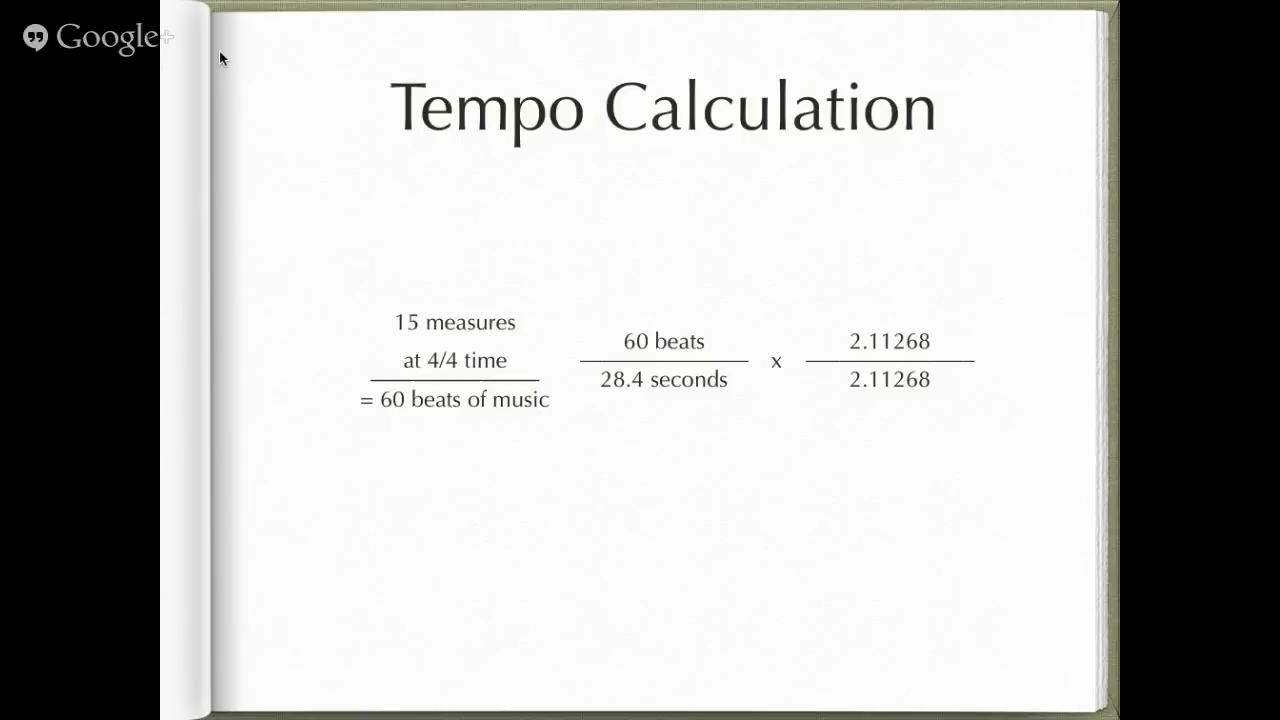 Google+
Tempo Calculation
15 measures
at 4/4 time
= 60 beats of music
60 beats
28.4 seconds
x
2.11268
2.11268